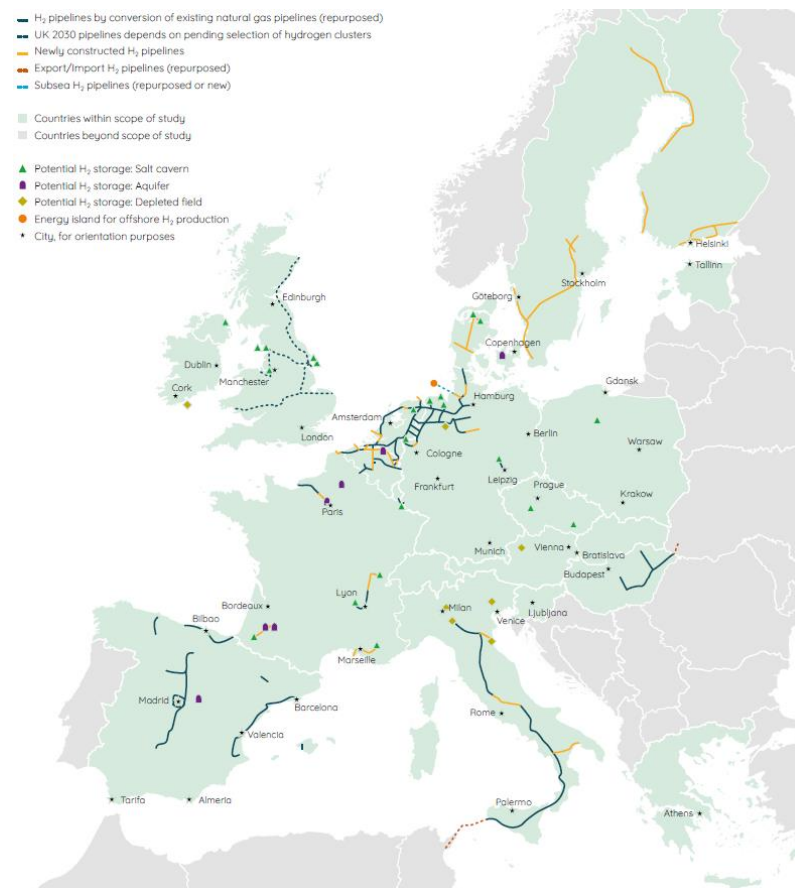 H₂ pipelines by conversion of existing natural gas pipelines (repurposed)
UK 2030 pipelines depends on pending selection of hydrogen clusters
Newly constructed H₂ pipelines
Export/Import H₂ pipelines (repurposed)
Subsea H₂ pipelines (repurposed or new)
Countries within scope of study
Countries beyond scope of study
Potential H₂ storage: Salt cavern
Potential H₂ storage: Aquifer
Potential H₂ storage: Depleted field
Energy island for offshore H₂ production
City, for orientation purposes
Helsinki
Tallinn
Stockholm
Göteborg
Edinburgh
Copenhagen
Dublin
Manchester
Cork
Gdansk
Hamburg
Amsterdam
London
Berlin
Warsaw
Cologne
Leipzig
Prague
Frankfurt
Krakow
Paris
Munich
Vienna
Bratislava
Budapest
Lyon
Bordeaux
Milan
Venice
Ljubljana
Bilbao
Marseille
Madrid
Barcelona
Rome
Valencia
Palermo
Tarifa
Almeria
Athens